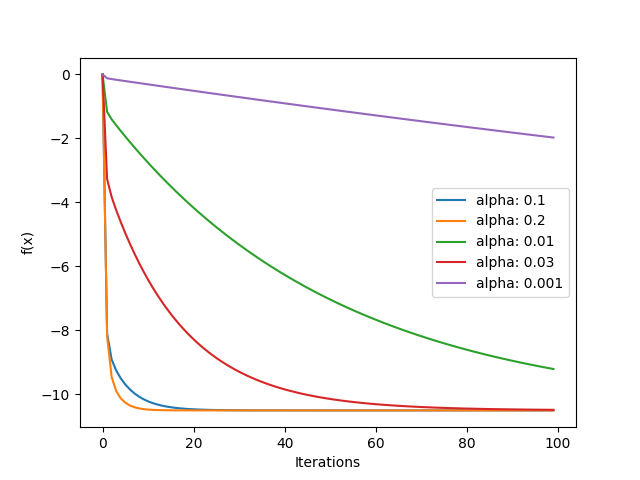 0
−2
−4
−6
−8
−10
f(x)
alpha: 0.1
alpha: 0.2
alpha: 0.01
alpha: 0.03
alpha: 0.001
0 20 40 60 80 100
Iterations